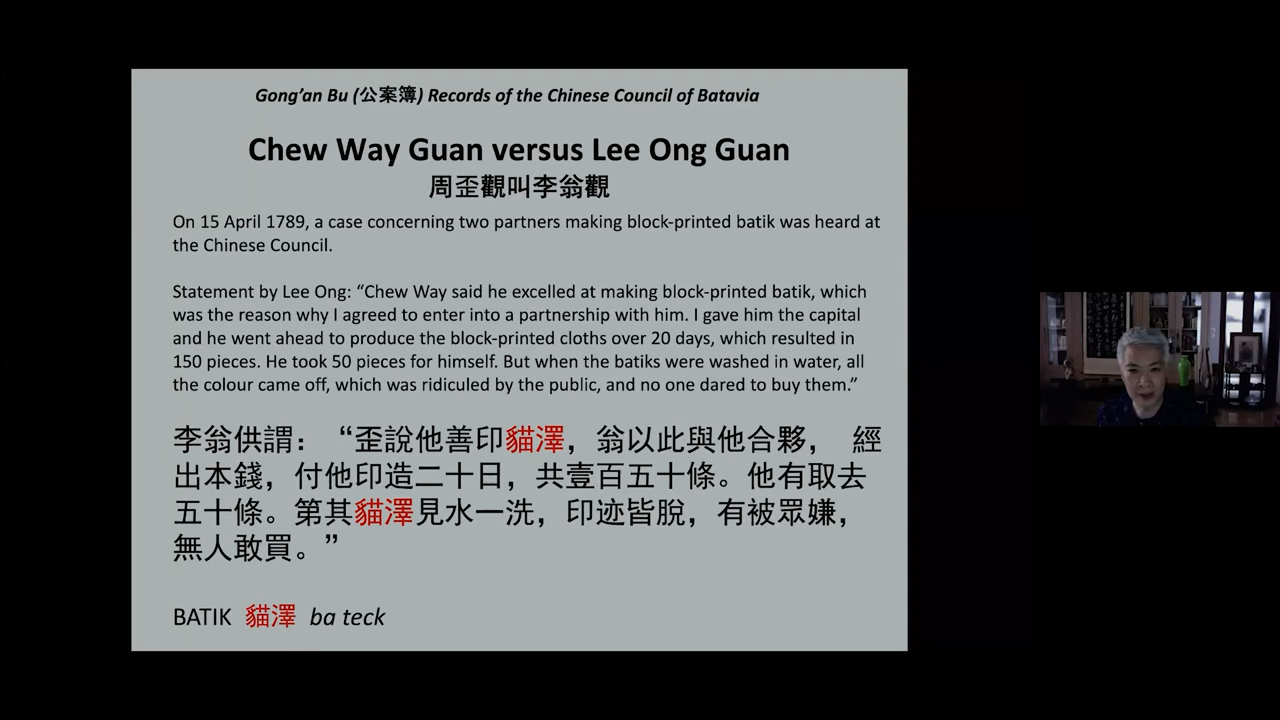 Gong’an Bu (公案簿) Records of the Chinese Council of Batavia
Chew Way Guan versus Lee Ong Guan
周歪觀叫李翁觀
On 15 April 1789, a case concerning two partners making block-printed batik was heard at
the Chinese Council.
Statement by Lee Ong: “Chew Way said he excelled at making block-printed batik, which
was the reason why I agreed to enter into a partnership with him. I gave him the capital
and he went ahead to produce the block-printed cloths over 20 days, which resulted in
150 pieces. He took 50 pieces for himself. But when the batiks were washed in water, all
the colour came off, which was ridiculed by the public, and no one dared to buy them.”
李翁供謂： “歪說他善印貓澤，翁以此與他合夥， 經
出本錢，付他印造二十日，共壹百五十條。他有取去
五十條。第其貓澤見水一洗，印迹皆脫，有被眾嫌，
無人敢買。”
BATIK 貓澤 ba teck